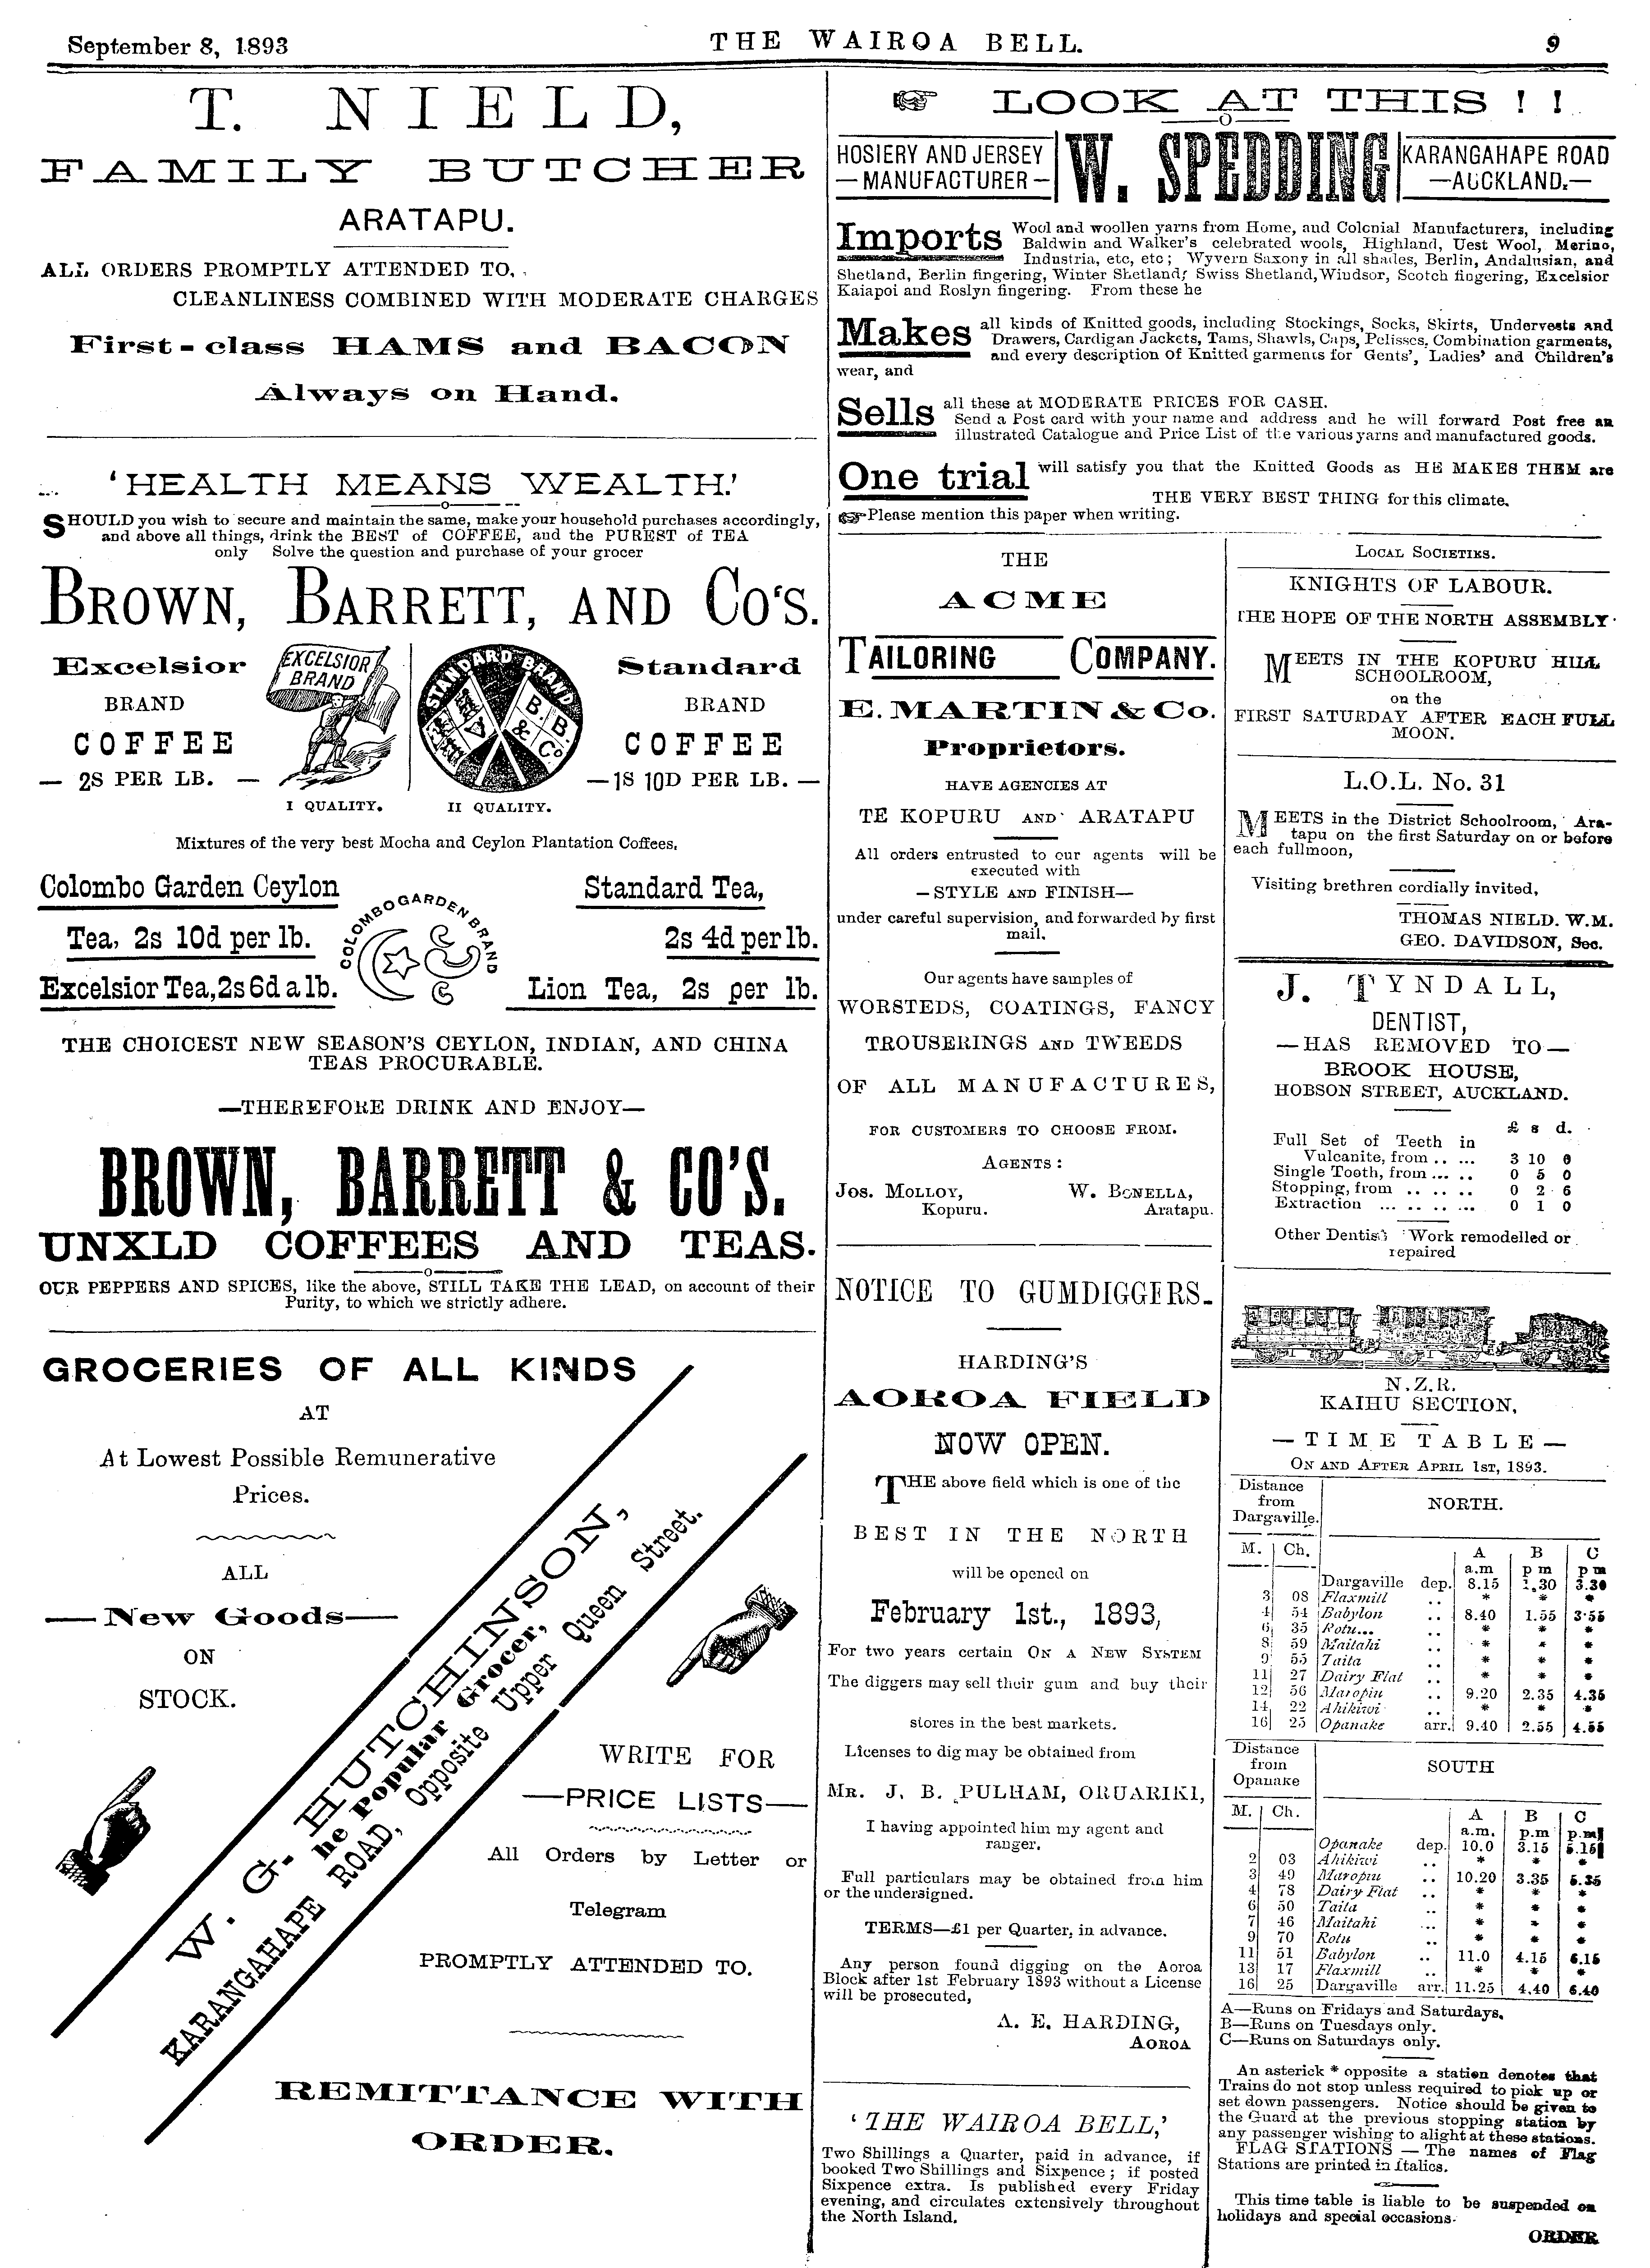 September 8, 1893
THE WAIROA BELL.
9
T. NIELD,
FAMILY BUTCHER
ARATAPU.
ALL ORDERS PROMPTLY ATTENDED TO,
CLEANLINESS COMBINED WITH MODERATE CHARGES
First-class HAMS and BACON
Always on Hand.
'HEALTH MEANS WEALTH.'
SHOULD you wish to secure and maintain the same, make your household purchases accordingly,
and above all things, drink the BEST of COFFEE, and the PUREST of TEA
only Solve the question and purchase of your grocer
BROWN, BARRETT, AND CO'S.
Excelsior
BRAND
COFFEE
— 2S PER LB. —
EXCELSIOR
BRAND
I QUALITY.
STANDARD BRAND
B. B. & Co.
II QUALITY.
Standard
BRAND
COFFEE
—1S 10D PER LB.—
Mixtures of the very best Mocha and Ceylon Plantation Coffees,
Colombo Garden Ceylon
Tea, 2s 10d per lb.
Excelsior Tea, 2s 6d a lb.
COLOMBO GARDEN BRAND
Standard Tea,
2s 4d per lb.
Lion Tea, 2s per lb.
THE CHOICEST NEW SEASON'S CEYLON, INDIAN, AND CHINA
TEAS PROCURABLE.
—THEREFORE DRINK AND ENJOY—
BROWN, BARRETT & CO'S.
UNXLD COFFEES AND TEAS.
OUR PEPPERS AND SPICES, like the above, STILL TAKE THE LEAD, on account of their
Purity, to which we strictly adhere.
GROCERIES OF ALL KINDS
AT
At Lowest Possible Remunerative
Prices.
ALL
—New Goods—
ON
STOCK.
W. G. HUTCHINSON,
he Popular Grocer,
KARANGAHAPE ROAD, Opposite Upper Queen Street.
WRITE FOR
—PRICE LISTS—
All Orders by Letter or
Telegram
PROMPTLY ATTENDED TO.
REMITTANCE WITH
ORDER.
LOOK AT THIS ! !
HOSIERY AND JERSEY
—MANUFACTURER—
W. SPEDDING
KARANGAHAPE ROAD
—AUCKLAND.—
Imports Wool and woollen yarns from Home, and Colonial Manufacturers, including
Baldwin and Walker's celebrated wools, Highland, Uest Wool, Merino,
Industria, etc, etc; Wyvern Saxony in all shades, Berlin, Andalusian, and
Shetland, Berlin fingering, Winter Shetland; Swiss Shetland, Windsor, Scotch fingering, Excelsior
Kaiapoi and Roslyn fingering. From these he
Makes all kinds of Knitted goods, including Stockings, Socks, Skirts, Undervests and
Drawers, Cardigan Jackets, Tams, Shawls, Caps, Pelisses, Combination garments,
and every description of Knitted garments for Gents', Ladies' and Children's
wear, and
Sells all these at MODERATE PRICES FOR CASH.
Send a Post card with your name and address and he will forward Post free an
illustrated Catalogue and Price List of the various yarns and manufactured goods.
One trial will satisfy you that the Knitted Goods as HE MAKES THEM are
THE VERY BEST THING for this climate.
Please mention this paper when writing.
THE
ACME
TAILORING COMPANY.
E. MARTIN & Co.
Proprietors.
HAVE AGENCIES AT
TE KOPURU AND ARATAPU
All orders entrusted to our agents will be
executed with
—STYLE AND FINISH—
under careful supervision, and forwarded by first
mail.
Our agents have samples of
WORSTEDS, COATINGS, FANCY
TROUSERINGS AND TWEEDS
OF ALL MANUFACTURES,
FOR CUSTOMERS TO CHOOSE FROM.
AGENTS:
JOS. MOLLOY,
Kopuru.
W. BONELLA,
Aratapu.
NOTICE TO GUMDIGGERS.
HARDING'S
AOROA FIELD
NOW OPEN.
THE above field which is one of the
BEST IN THE NORTH
will be opened on
February 1st., 1893,
For two years certain ON A NEW SYSTEM
The diggers may sell their gum and buy their
stores in the best markets.
Licenses to dig may be obtained from
MR. J. B. PULHAM, ORUARIKI,
I having appointed him my agent and
ranger.
Full particulars may be obtained from him
or the undersigned.
TERMS—£1 per Quarter, in advance.
Any person found digging on the Aoroa
Block after 1st February 1893 without a License
will be prosecuted,
A. E. HARDING,
AOROA
'THE WAIROA BELL,'
Two Shillings a Quarter, paid in advance, if
booked Two Shillings and Sixpence; if posted
Sixpence extra. Is published every Friday
evening, and circulates extensively throughout
the North Island.
LOCAL SOCIETIES.
KNIGHTS OF LABOUR.
THE HOPE OF THE NORTH ASSEMBLY
MEETS IN THE KOPURU HILL
SCHOOLROOM,
on the
FIRST SATURDAY AFTER EACH FULL
MOON.
L.O.L. No. 31
MEETS in the District Schoolroom, Ara-
tapu on the first Saturday on or before
each fullmoon,
Visiting brethren cordially invited,
THOMAS NIELD. W.M.
GEO. DAVIDSON, Sec.
J. TYNDALL,
DENTIST,
—HAS REMOVED TO—
BROOK HOUSE,
HOBSON STREET, AUCKLAND.
£ s d.
Full Set of Teeth in
Vulcanite, from .. ... 3 10 0
Single Tooth, from ... .. 0 5 0
Stopping, from .. .. .. 0 2 6
Extraction ... .. .. ... 0 1 0
Other Dentist's Work remodelled or
repaired
N.Z.R.
KAIHU SECTION,
—TIME TABLE—
ON AND AFTER APRIL 1ST, 1893.
Distance
from
Dargaville.
NORTH.
M. Ch. A B C
a.m p m p m
Dargaville dep. 8.15 1.30 3.30
3 08 Flaxmill .. * * *
4 54 Babylon .. 8.40 1.55 3.55
6 35 Rotu... .. * * *
8 59 Maitahi .. * * *
9 55 Taita .. * * *
11 27 Dairy Flat .. * * *
12 56 Maropiu .. 9.20 2.35 4.35
14 22 Ahikiwi .. * * *
16 25 Opanake arr. 9.40 2.55 4.55
Distance
from
Opanake
SOUTH
M. Ch. A B C
a.m. p.m p.m
Opanake dep. 10.0 3.15 5.15
2 03 Ahikiwi .. * * *
3 49 Maropiu .. 10.20 3.35 5.35
4 78 Dairy Flat .. * * *
6 50 Taita .. * * *
7 46 Maitahi ... * * *
9 70 Rotu .. * * *
11 51 Babylon .. 11.0 4.15 6.15
13 17 Flaxmill .. * * *
16 25 Dargaville arr. 11.25 4.40 6.40
A—Runs on Fridays and Saturdays.
B—Runs on Tuesdays only.
C—Runs on Saturdays only.
An asterick * opposite a station denotes that
Trains do not stop unless required to pick up or
set down passengers. Notice should be given to
the Guard at the previous stopping station by
any passenger wishing to alight at these stations.
FLAG STATIONS — The names of Flag
Stations are printed in Italics.
This time table is liable to be suspended on
holidays and special occasions.
ORDER